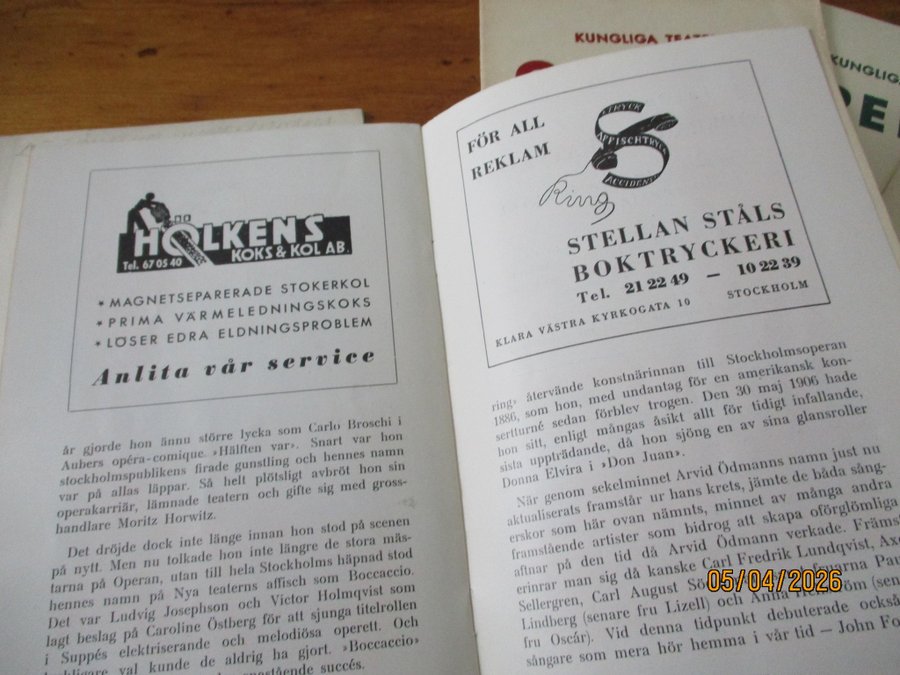 KUNGLIGA
KUNGLIGA
HÖLKENS
KOKS & KOL AB.
Tel. 67 05 40
* MAGNETSEPARERADE STOKERKOL
* PRIMA VÄRMELEDNINGSKOKS
* LÖSER EDRA ELDNINGSPROBLEM
Anlita vår service
år gjorde hon ännu större lycka som Carlo Broschi i
Aubers opéra-comique. »Hälften var». Snart var hon
stockholmspublikens firade gunstling och hennes namn
var på allas läppar. Så helt plötsligt avbröt hon sin
operakarriär, lämnade teatern och gifte sig med gross-
handlare Moritz Horwitz.
Det dröjde dock inte länge innan hon stod på scenen
på nytt. Men nu tolkade hon inte längre de stora mäs-
tarna på Operan, utan till hela Stockholms häpnad stod
hennes namn på Nya teaterns affisch som Boccaccio.
Det var Ludvig Josephson och Victor Holmqvist som
lagt beslag på Caroline Östberg för att sjunga titelrollen
i Suppés elektriserande och melodiösa operett. Och
val kunde de aldrig ha gjort. »Boccaccio»
succés.
FÖR ALL
REKLAM
TRYCK
AFFISCHTRYCK
ACCIDENS
Ring
STELLAN STÅLS
BOKTRYCKERI
Tel. 21 22 49 — 10 22 39
KLARA VÄSTRA KYRKOGATA 10 STOCKHOLM
ring» återvände konstnärinnan till Stockholmsoperan
1886, som hon, med undantag för en amerikansk kon-
sertturné sedan förblev trogen. Den 30 maj 1906 hade
hon sitt, enligt mångas åsikt allt för tidigt infallande,
sista uppträdande, då hon sjöng en av sina glansroller
Donna Elvira i »Don Juan».
När genom sekelminnet Arvid Ödmanns namn just nu
aktualiserats framstår ur hans krets, jämte de båda sång-
erskor som här ovan nämnts, minnet av många andra
framstående artister som bidrog att skapa oförglömliga
aftnar på den tid då Arvid Ödmann verkade. Främst
erinrar man sig då kanske Carl Fredrik Lundqvist, Axe
Sellergren, Carl August
Lindberg (senare fru Lizell) och Anna (sena
fru Oscàr). Vid denna tidpunkt debuterade också
sångare som mera hör hemma i vår tid — John Fo
05/04/2026